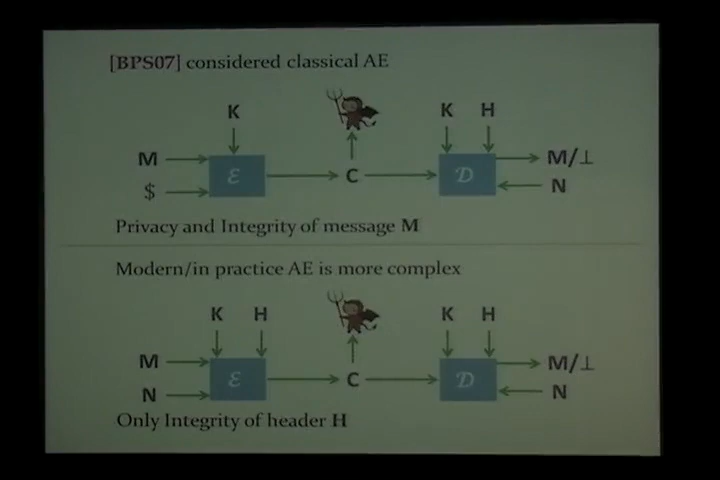 [BPS07] considered classical AE
K K H
M ℰ C 𝒟 M/⊥
$ N
Privacy and Integrity of message M
Modern/in practice AE is more complex
K H K H
M ℰ C 𝒟 M/⊥
N N
Only Integrity of header H